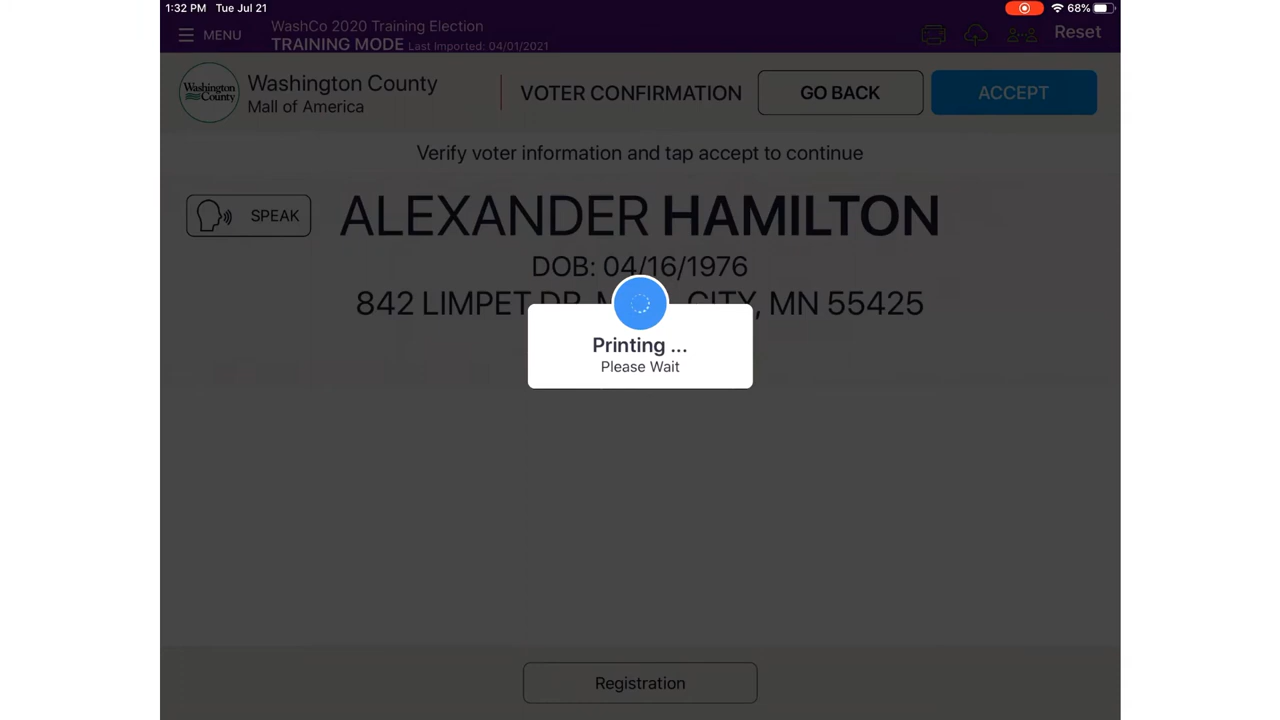 1:32 PM Tue Jul 21
68%
MENU
WashCo 2020 Training Election
TRAINING MODE Last Imported: 04/01/2021
Reset
Washington
County
Washington County
Mall of America
VOTER CONFIRMATION
GO BACK
ACCEPT
Verify voter information and tap accept to continue
SPEAK
ALEXANDER HAMILTON
DOB: 04/16/1976
842 LIMPET CITY, MN 55425
Printing ...
Please Wait
Registration